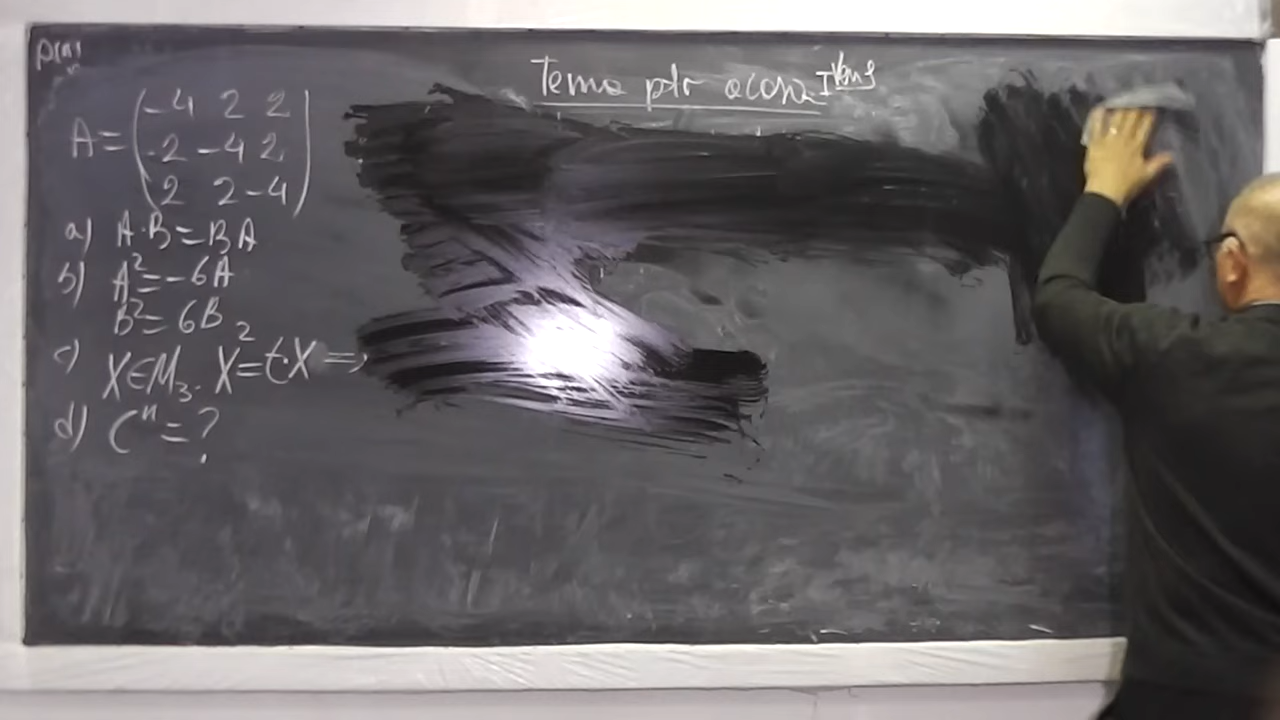 Tema ptr acasa
A = (-4 2 2
2 -4 2
2 2 -4)
a) A·B = BA
b) A² = -6A
B² = 6B
c) X∈M₃. X² = t·X ⇒
d) Cⁿ = ?